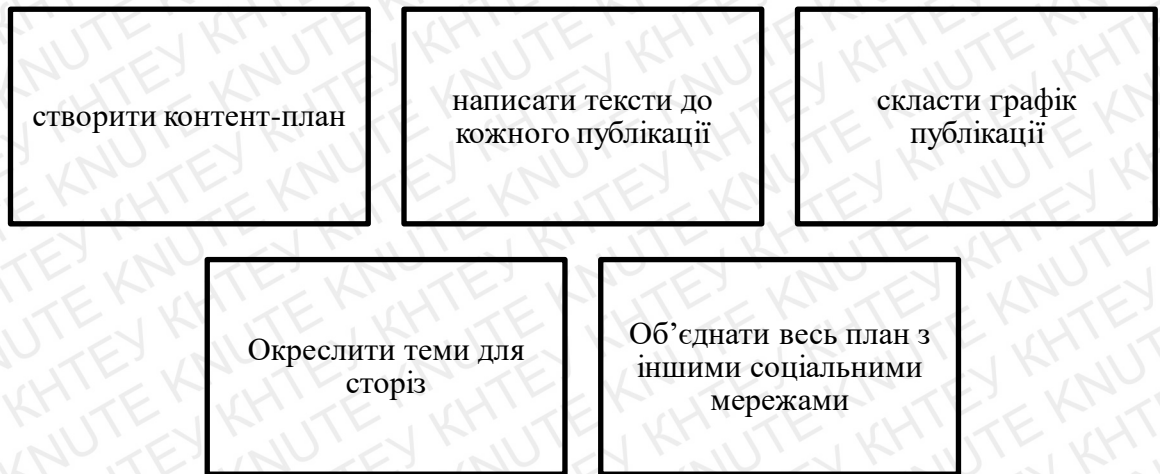 створити контент-план
написати тексти до
кожного публікації
скласти графік
публікації
Окреслити теми для
сторіз
Об’єднати весь план з
іншими соціальними
мережами